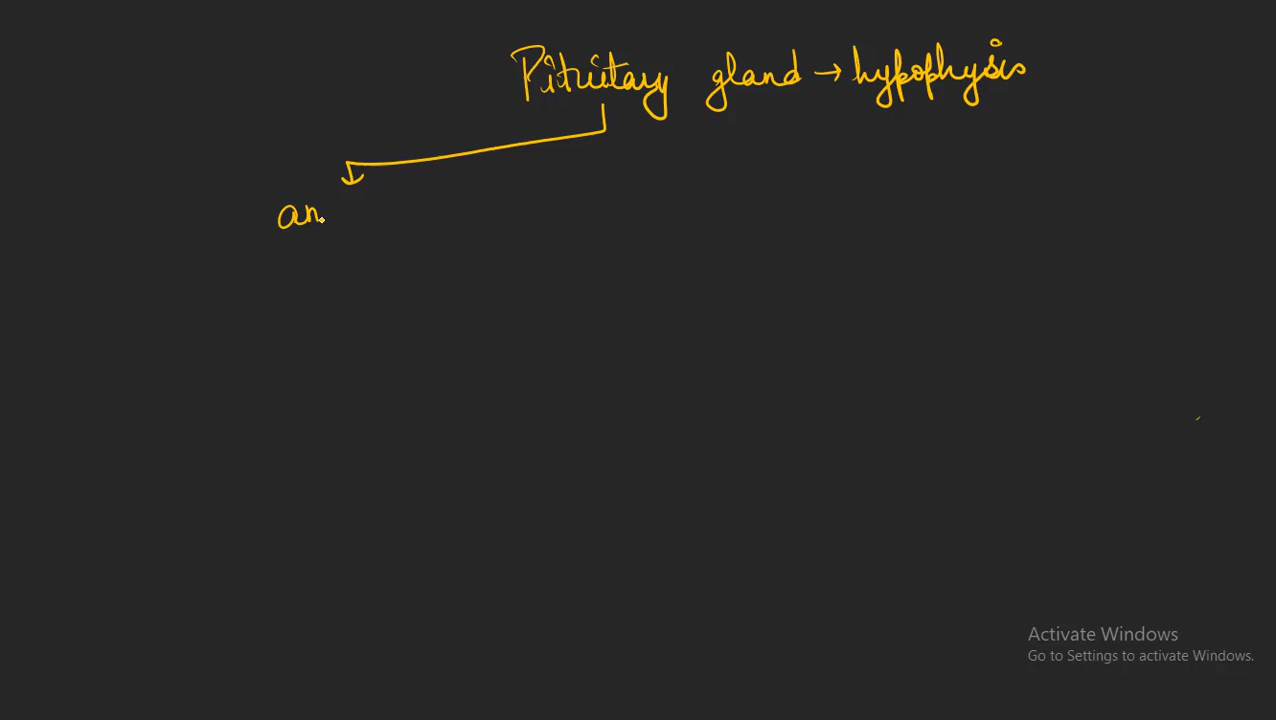 Pituitary gland → hypophysis
an
Activate Windows
Go to Settings to activate Windows.